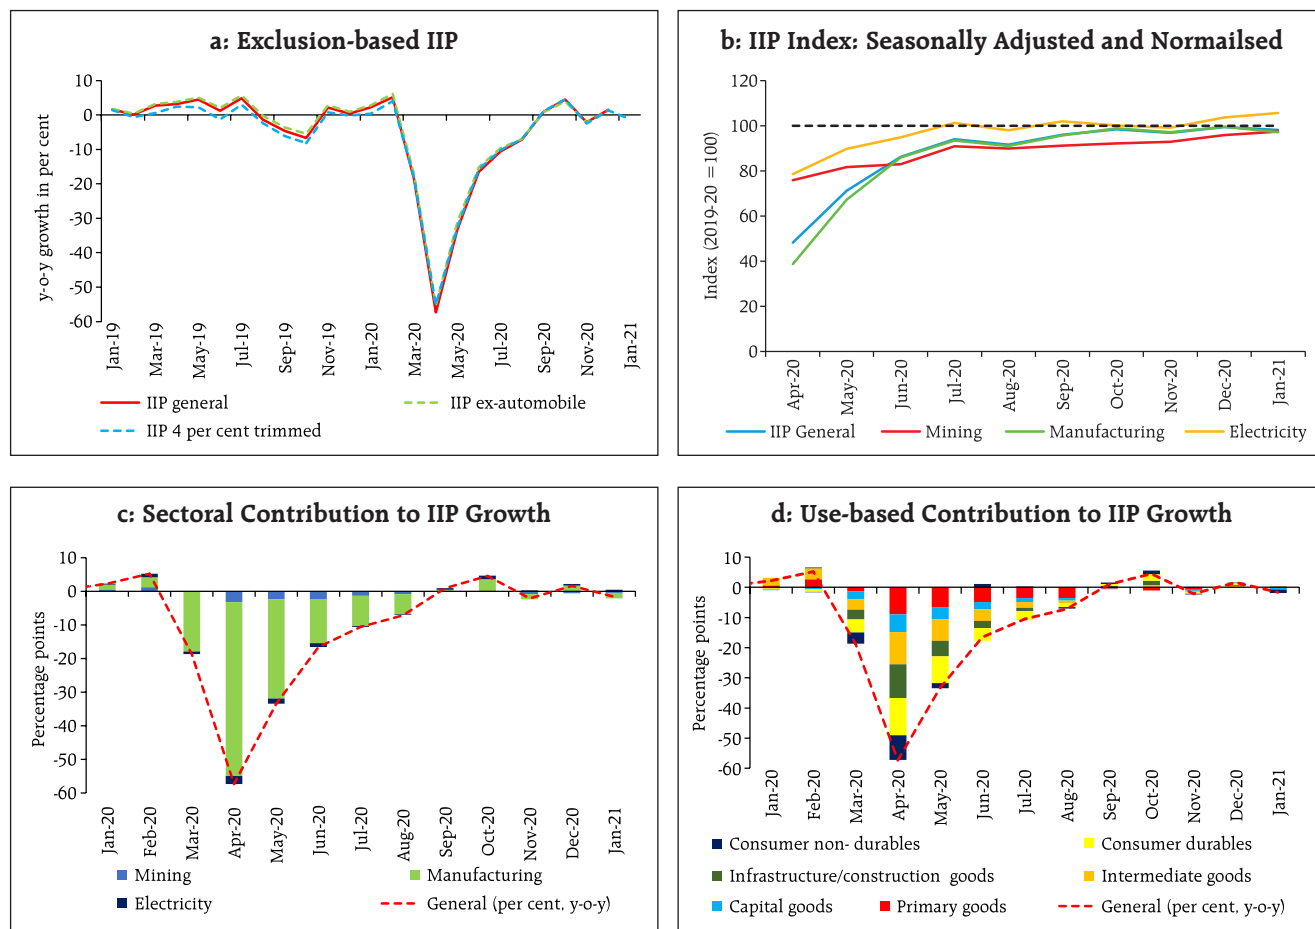 a: Exclusion-based IIP
y-o-y growth in per cent
10
0
-10
-20
-30
-40
-50
-60
Jan-19
Mar-19
May-19
Jul-19
Sep-19
Nov-19
Jan-20
Mar-20
May-20
Jul-20
Sep-20
Nov-20
Jan-21
IIP general
IIP ex-automobile
IIP 4 per cent trimmed
b: IIP Index: Seasonally Adjusted and Normailsed
Index (2019-20 = 100)
120
100
80
60
40
20
0
Apr-20
May-20
Jun-20
Jul-20
Aug-20
Sep-20
Oct-20
Nov-20
Dec-20
Jan-21
IIP General
Mining
Manufacturing
Electricity
c: Sectoral Contribution to IIP Growth
Percentage points
10
0
-10
-20
-30
-40
-50
-60
Jan-20
Feb-20
Mar-20
Apr-20
May-20
Jun-20
Jul-20
Aug-20
Sep-20
Oct-20
Nov-20
Dec-20
Jan-21
Mining
Manufacturing
Electricity
General (per cent, y-o-y)
d: Use-based Contribution to IIP Growth
Percentage points
10
0
-10
-20
-30
-40
-50
-60
Jan-20
Feb-20
Mar-20
Apr-20
May-20
Jun-20
Jul-20
Aug-20
Sep-20
Oct-20
Nov-20
Dec-20
Jan-21
Consumer non- durables
Consumer durables
Infrastructure/construction goods
Intermediate goods
Capital goods
Primary goods
General (per cent, y-o-y)